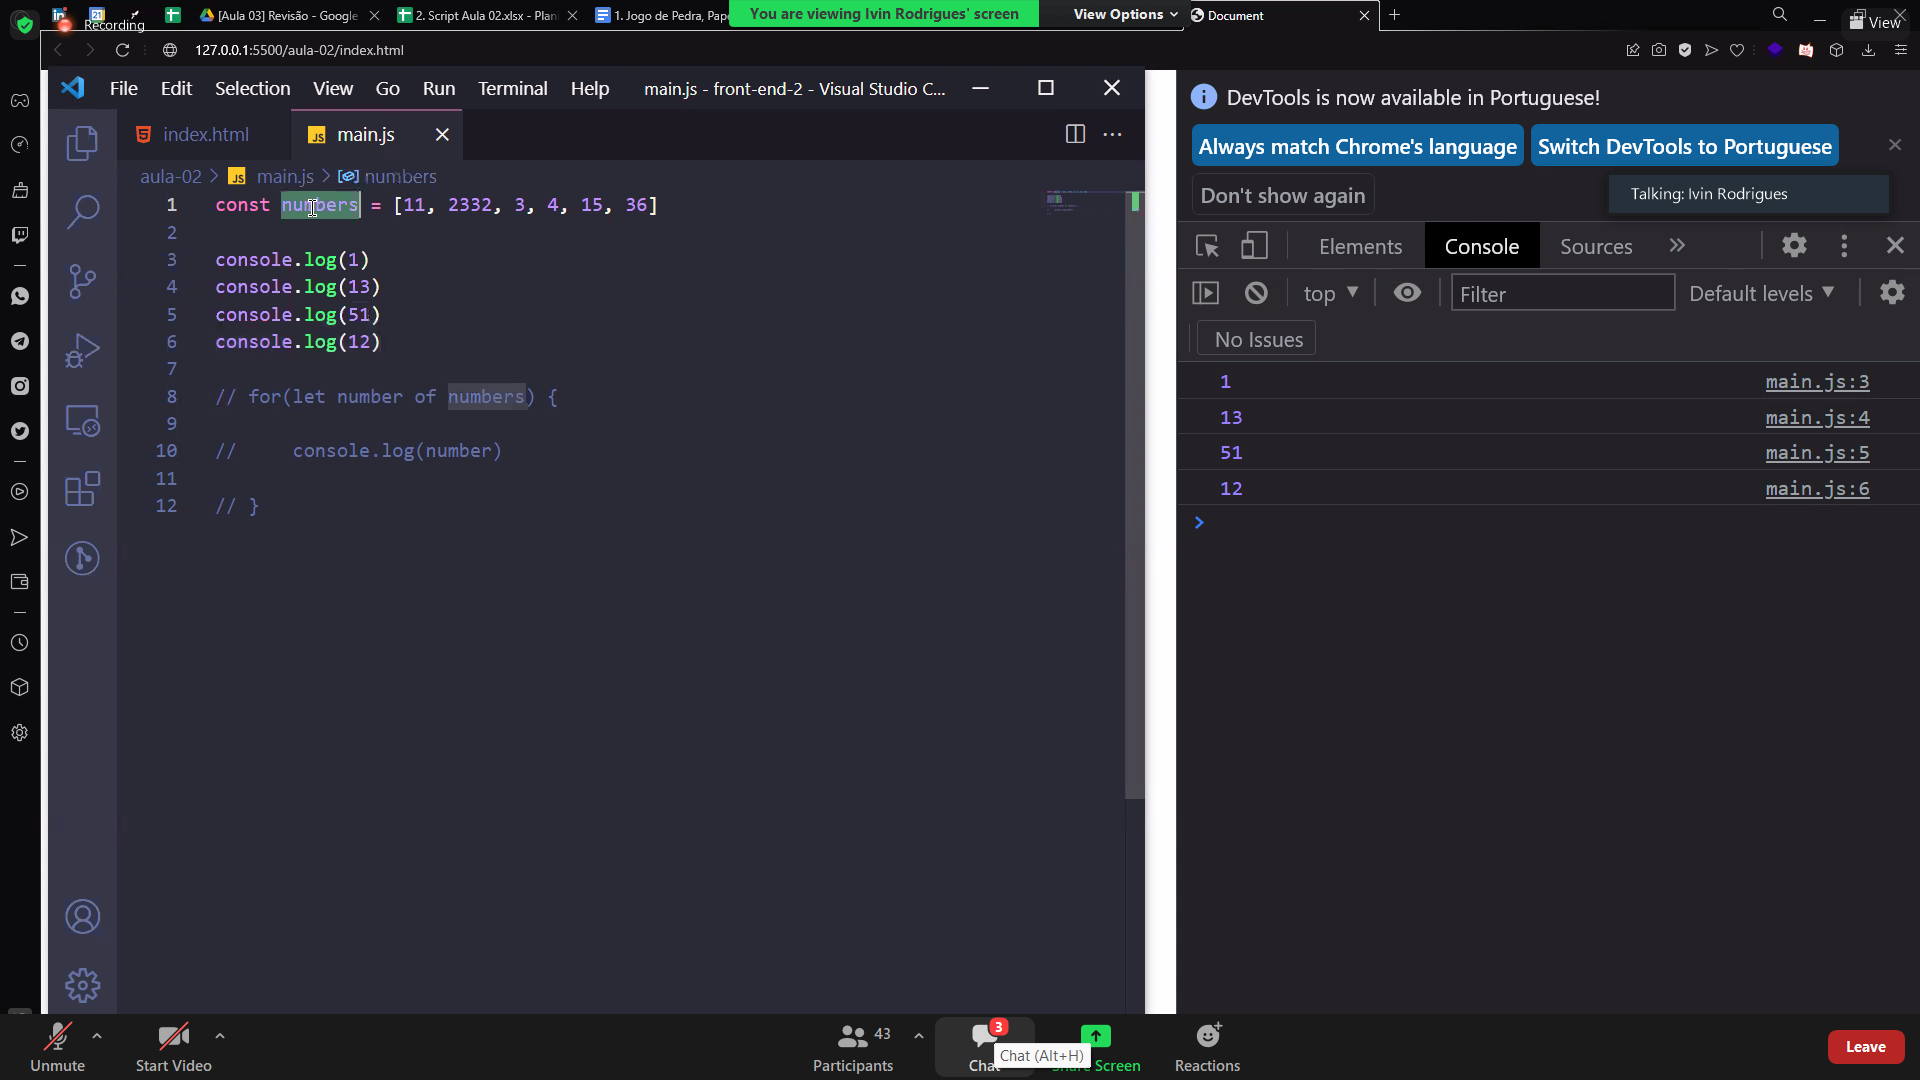 [Aula 03] Revisão - Google
2. Script Aula 02.xlsx - Plani
1. Jogo de Pedra, Pape
You are viewing Ivin Rodrigues' screen
View Options
Document
View
Recording
127.0.0.1:5500/aula-02/index.html
File Edit Selection View Go Run Terminal Help main.js - front-end-2 - Visual Studio C...
index.html
main.js
aula-02 > JS main.js > numbers
1 const numbers = [11, 2332, 3, 4, 15, 36]
2
3 console.log(1)
4 console.log(13)
5 console.log(51)
6 console.log(12)
7
8 // for(let number of numbers) {
9
10 //     console.log(number)
11
12 // }
DevTools is now available in Portuguese!
Always match Chrome's language
Switch DevTools to Portuguese
Don't show again
Talking: Ivin Rodrigues
Elements Console Sources
top
Filter
Default levels
No Issues
1 main.js:3
13 main.js:4
51 main.js:5
12 main.js:6
Unmute
Start Video
43
Participants
3
Chat
Chat (Alt+H)
Screen
Reactions
Leave